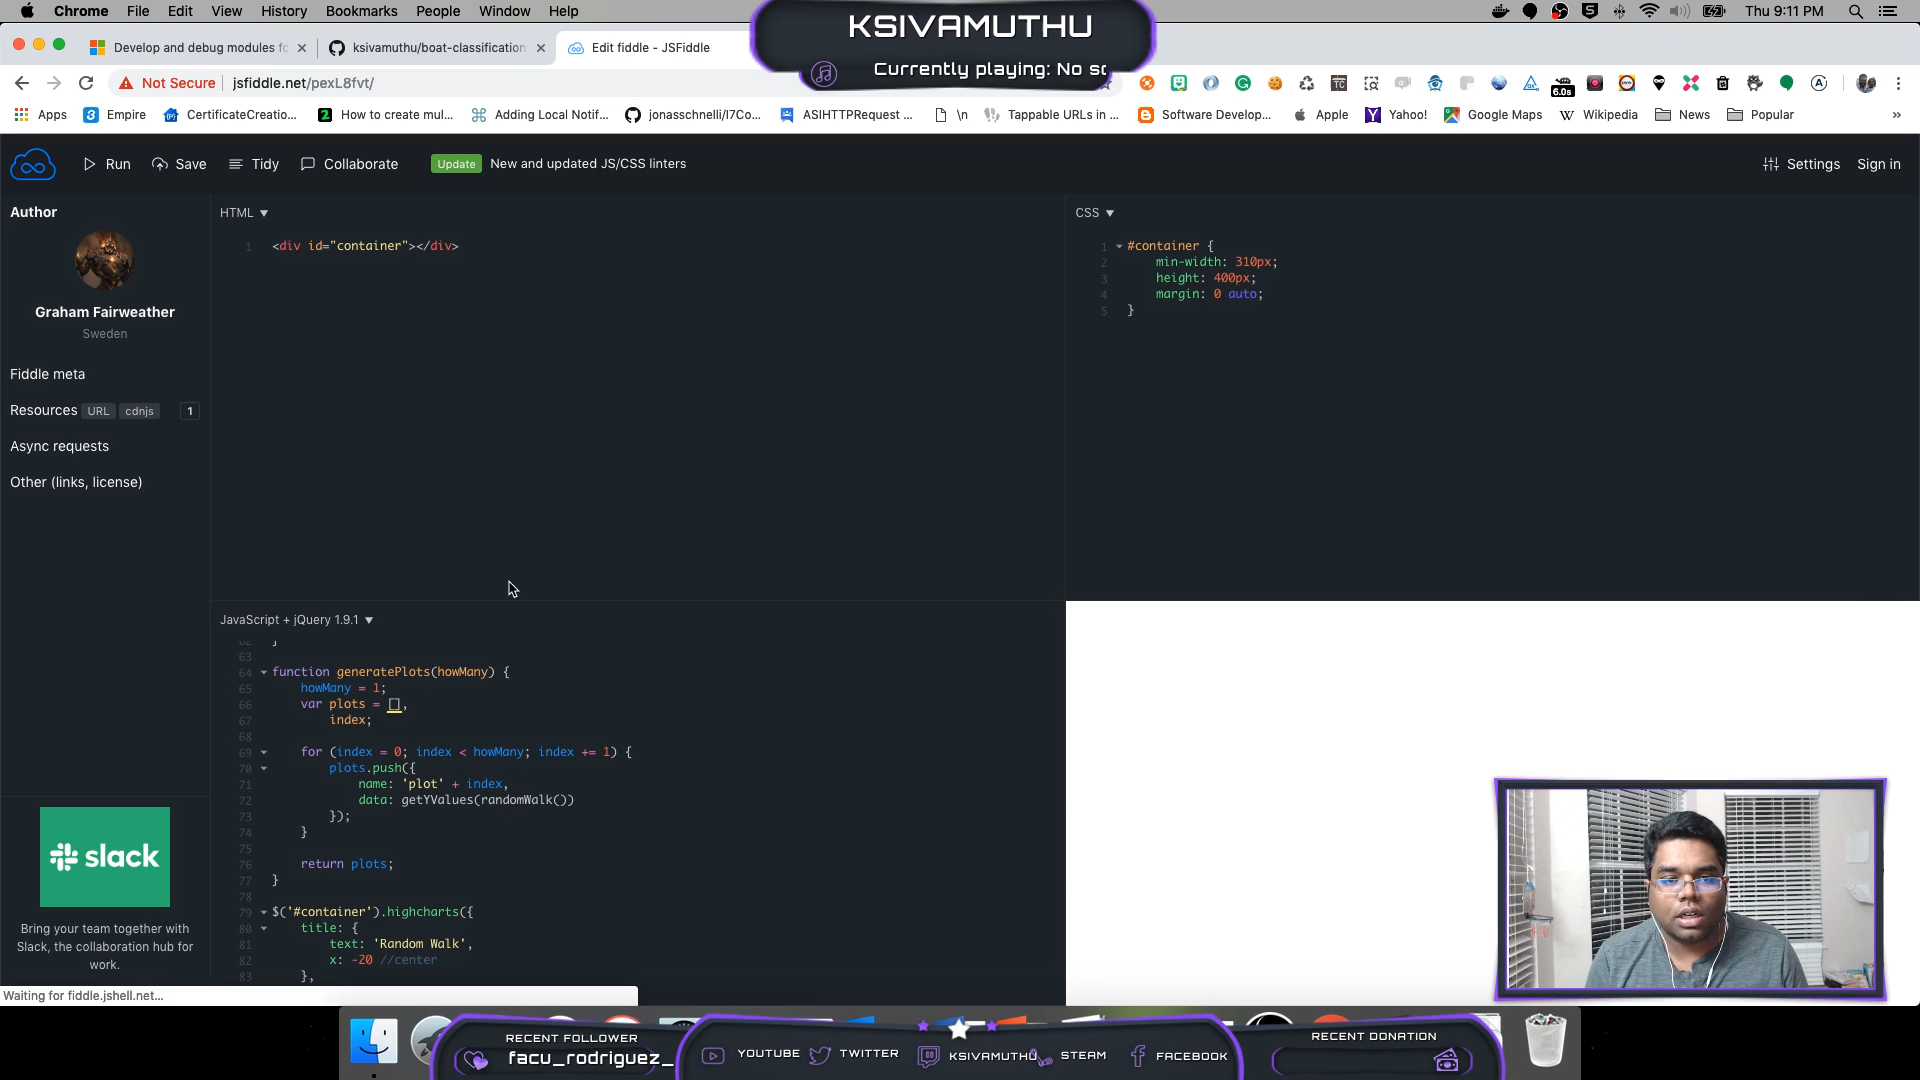 Chrome File Edit View History Bookmarks People Window Help
Thu 9:11 PM
KSIVAMUTHU
Currently playing: No sc
Develop and debug modules fo
ksivamuthu/boat-classification
Edit fiddle - JSFiddle
Not Secure jsfiddle.net/pexL8fvt/
6.0s
Apps Empire CertificateCreatio... How to create mul... Adding Local Notif... jonasschnelli/I7Co... ASIHTTPRequest ... \n Tappable URLs in ... Software Develop... Apple Yahoo! Google Maps Wikipedia News Popular »
Run Save Tidy Collaborate Update New and updated JS/CSS linters Settings Sign in
Author
Graham Fairweather
Sweden
Fiddle meta
Resources URL cdnjs 1
Async requests
Other (links, license)
slack
Bring your team together with
Slack, the collaboration hub for
work.
Waiting for fiddle.jshell.net...
HTML ▼
1 <div id="container"></div>
CSS ▼
1 #container {
2 min-width: 310px;
3 height: 400px;
4 margin: 0 auto;
5 }
JavaScript + jQuery 1.9.1 ▼
62 }
63
64 function generatePlots(howMany) {
65 howMany = 1;
66 var plots = [],
67 index;
68
69 for (index = 0; index < howMany; index += 1) {
70 plots.push({
71 name: 'plot' + index,
72 data: getYValues(randomWalk())
73 });
74 }
75
76 return plots;
77 }
78
79 $('#container').highcharts({
80 title: {
81 text: 'Random Walk',
82 x: -20 //center
83 },
RECENT FOLLOWER
facu_rodriguez_
YOUTUBE TWITTER KSIVAMUTHU STEAM FACEBOOK
RECENT DONATION